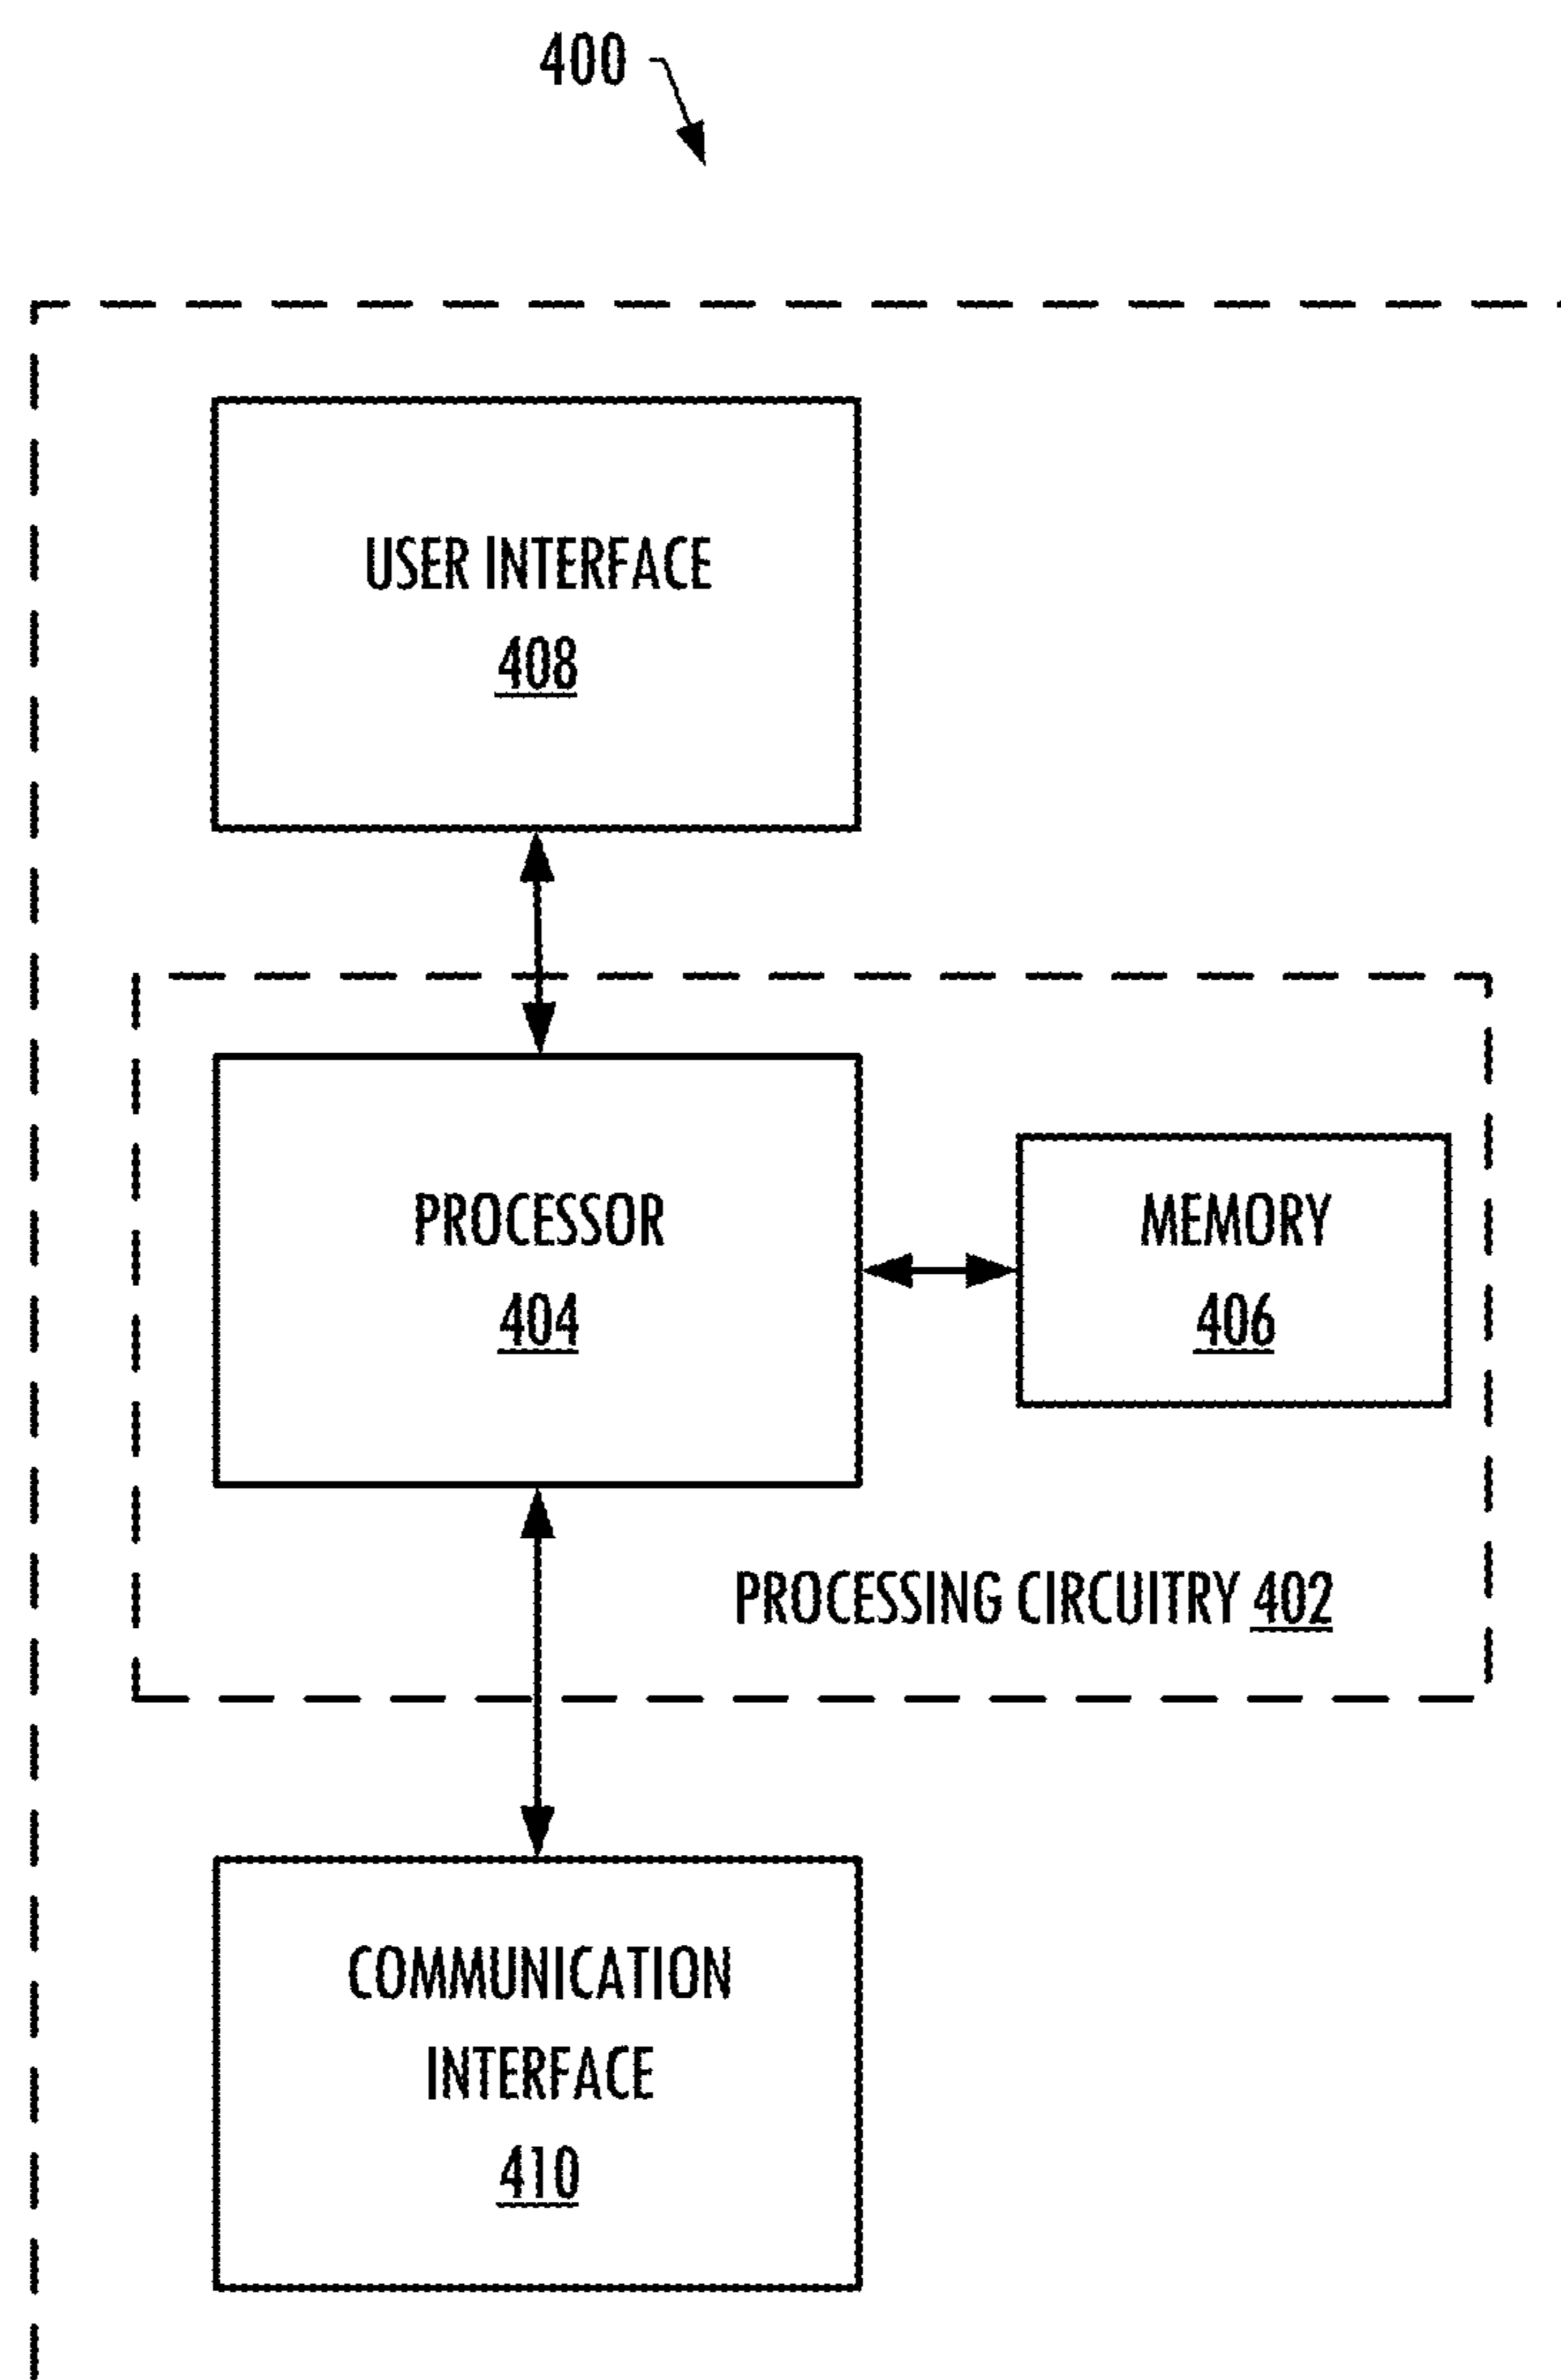 400
USER INTERFACE
408
PROCESSOR
404
MEMORY
406
PROCESSING CIRCUITRY 402
COMMUNICATION
INTERFACE
410